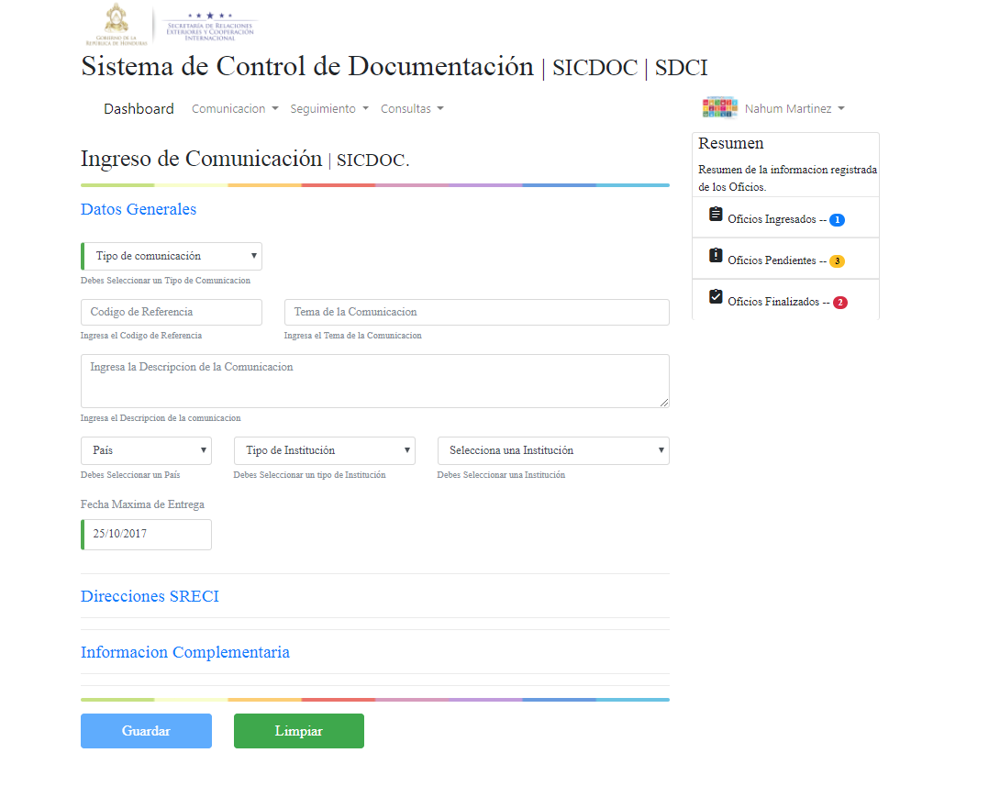 GOBIERNO DE LA
REPÚBLICA DE HONDURAS
SECRETARÍA DE RELACIONES
EXTERIORES Y COOPERACIÓN
INTERNACIONAL
Sistema de Control de Documentación | SICDOC | SDCI
Dashboard Comunicacion Seguimiento Consultas Nahum Martinez
Ingreso de Comunicación | SICDOC.
Datos Generales
Tipo de comunicación
Debes Seleccionar un Tipo de Comunicacion
Codigo de Referencia Tema de la Comunicacion
Ingresa el Codigo de Referencia Ingresa el Tema de la Comunicacion
Ingresa la Descripcion de la Comunicacion
Ingresa el Descripcion de la comunicacion
País Tipo de Institución Selecciona una Institución
Debes Seleccionar un País Debes Seleccionar un tipo de Institución Debes Seleccionar una Institución
Fecha Maxima de Entrega
25/10/2017
Direcciones SRECI
Informacion Complementaria
Guardar Limpiar
Resumen
Resumen de la informacion registrada
de los Oficios.
Oficios Ingresados -- 1
Oficios Pendientes -- 3
Oficios Finalizados -- 2